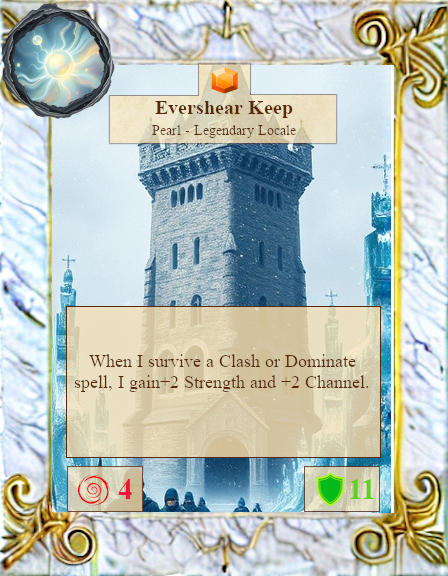 Evershear Keep
Pearl - Legendary Locale
When I survive a Clash or Dominate
spell, I gain+2 Strength and +2 Channel.
4
11